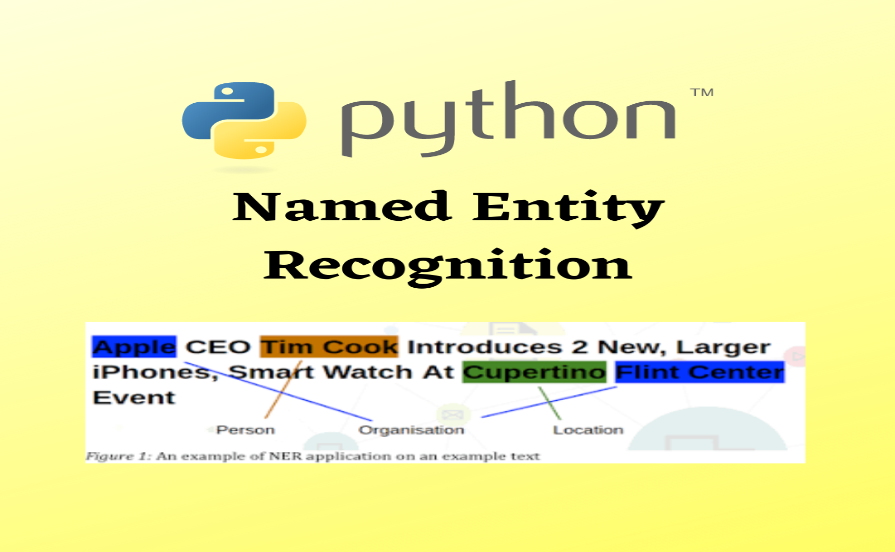 python™
Named Entity
Recognition
Apple CEO Tim Cook Introduces 2 New, Larger
iPhones, Smart Watch At Cupertino Flint Center
Event
Person Organisation Location
Figure 1: An example of NER application on an example text